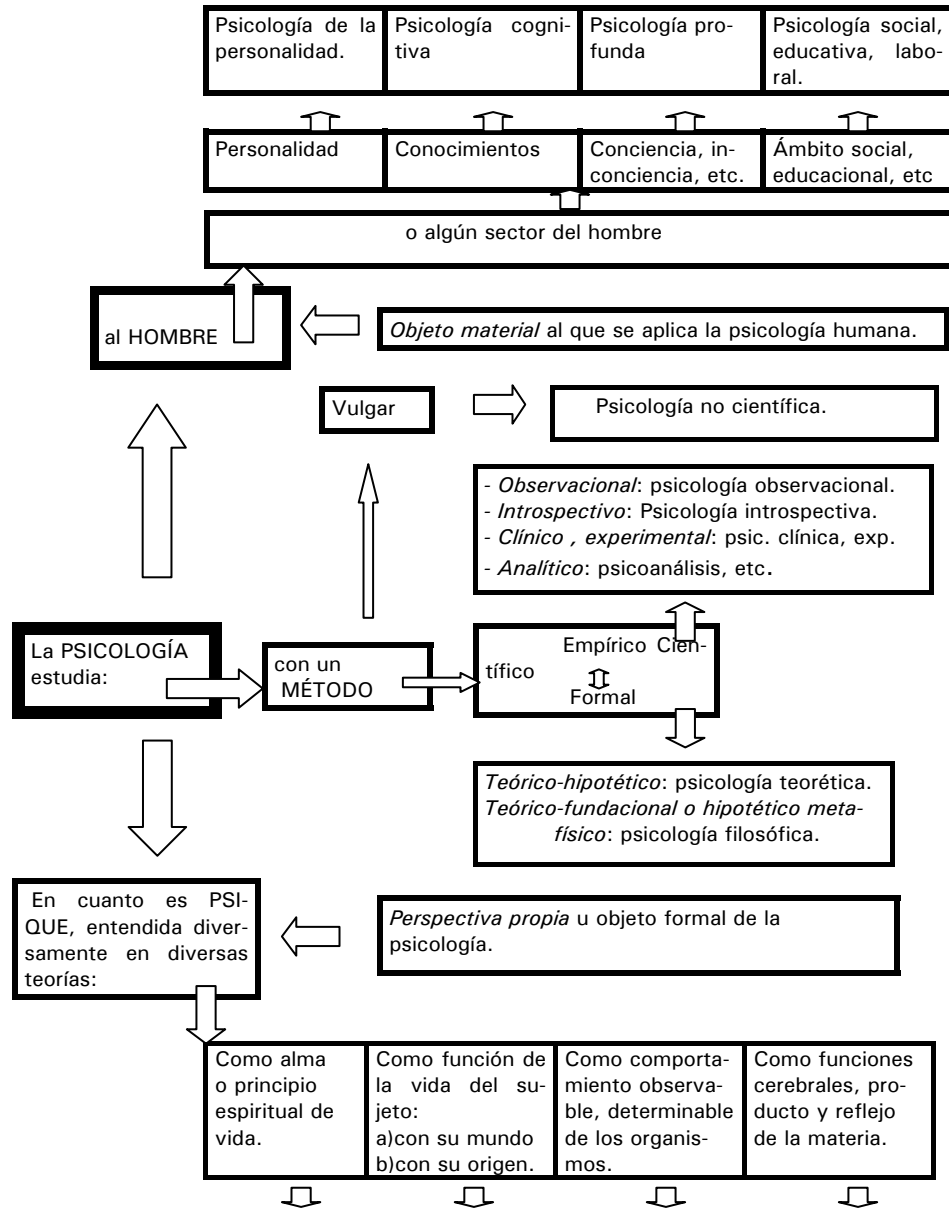 Psicología de la
personalidad.
Psicología cogni-
tiva
Psicología pro-
funda
Psicología social,
educativa, labo-
ral.
Personalidad
Conocimientos
Conciencia, in-
conciencia, etc.
Ámbito social,
educacional, etc
o algún sector del hombre
al HOMBRE
Objeto material al que se aplica la psicología humana.
Vulgar
Psicología no científica.
- Observacional: psicología observacional.
- Introspectivo: Psicología introspectiva.
- Clínico , experimental: psic. clínica, exp.
- Analítico: psicoanálisis, etc.
La PSICOLOGÍA
estudia:
con un
MÉTODO
Empírico Cien-
tífico
Formal
Teórico-hipotético: psicología teorética.
Teórico-fundacional o hipotético meta-
físico: psicología filosófica.
En cuanto es PSI-
QUE, entendida diver-
samente en diversas
teorías:
Perspectiva propia u objeto formal de la
psicología.
Como alma
o principio
espiritual de
vida.
Como función de
la vida del su-
jeto:
a)con su mundo
b)con su origen.
Como comporta-
miento observa-
ble, determinable
de los organis-
mos.
Como funciones
cerebrales, pro-
ducto y reflejo
de la materia.